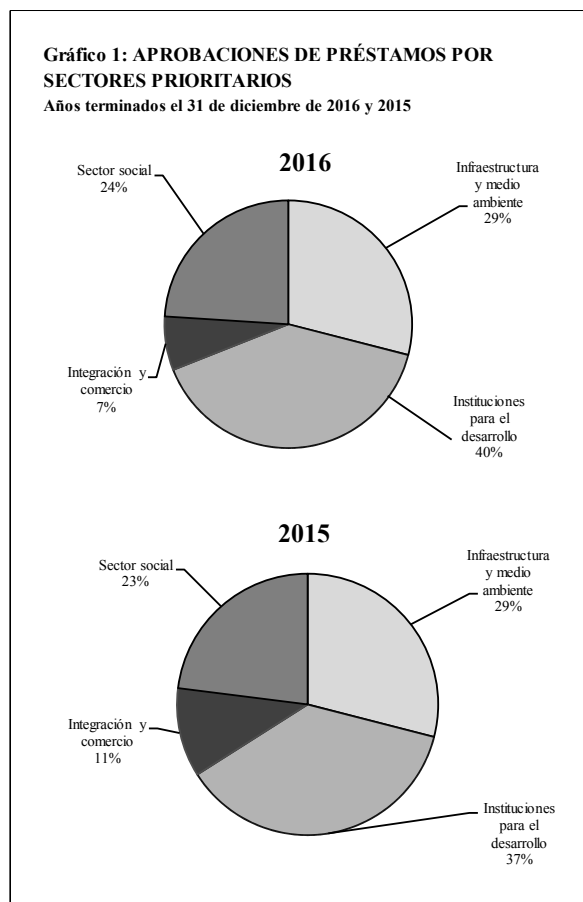 Gráfico 1: APROBACIONES DE PRÉSTAMOS POR
SECTORES PRIORITARIOS
Años terminados el 31 de diciembre de 2016 y 2015
2016
Sector social
24%
Infraestructura
y medio
ambiente
29%
Integración y
comercio
7%
Instituciones
para el
desarrollo
40%
2015
Sector social
23%
Infraestructura
y medio
ambiente
29%
Integración y
comercio
11%
Instituciones
para el
desarrollo
37%